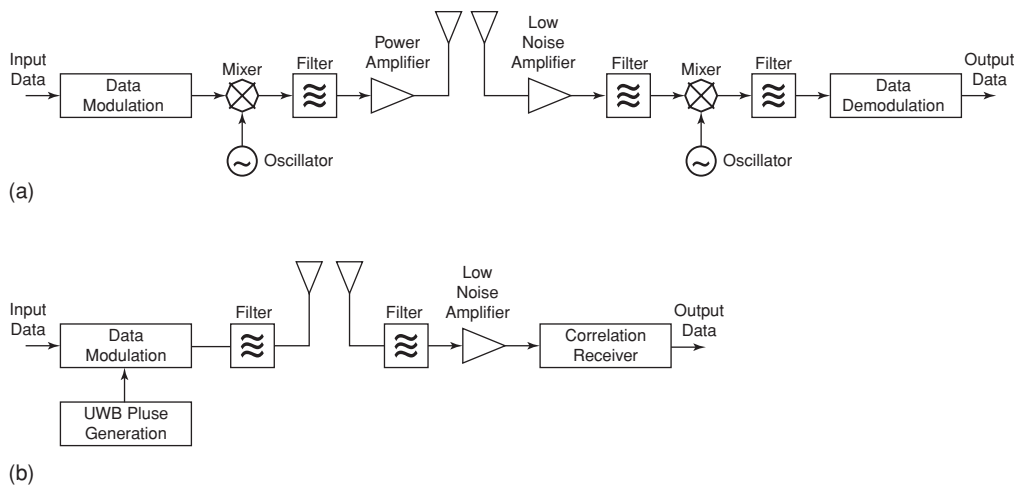 Input
Data
Data
Modulation
Mixer
Oscillator
Filter
Power
Amplifier
Low
Noise
Amplifier
Filter
Mixer
Oscillator
Filter
Data
Demodulation
Output
Data
(a)
Input
Data
Data
Modulation
UWB Pluse
Generation
Filter
Filter
Low
Noise
Amplifier
Correlation
Receiver
Output
Data
(b)